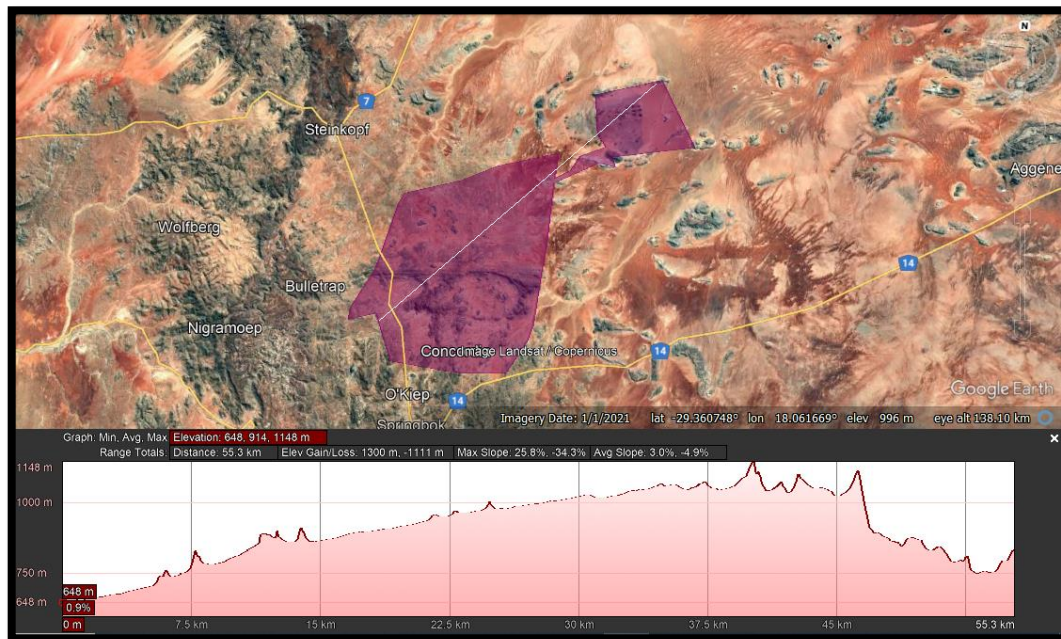 N
7
Steinkopf
Aggene
Wolfberg
14
Bulletrap
Nigramoep
14
Image Landsat / Copernicus
O'Kiep
Google Earth
14
Springbok
Imagery Date: 1/1/2021 lat -29.360748° lon 18.061669° elev 996 m eye alt 138.10 km
Graph: Min, Avg, Max Elevation: 648, 914, 1148 m
Range Totals: Distance: 55.3 km Elev Gain/Loss: 1300 m, -1111 m Max Slope: 25.8%, -34.3% Avg Slope: 3.0%, -4.9%
1148 m
1000 m
750 m
648 m
648 m
0.9%
0 m 7.5 km 15 km 22.5 km 30 km 37.5 km 45 km 55.3 km